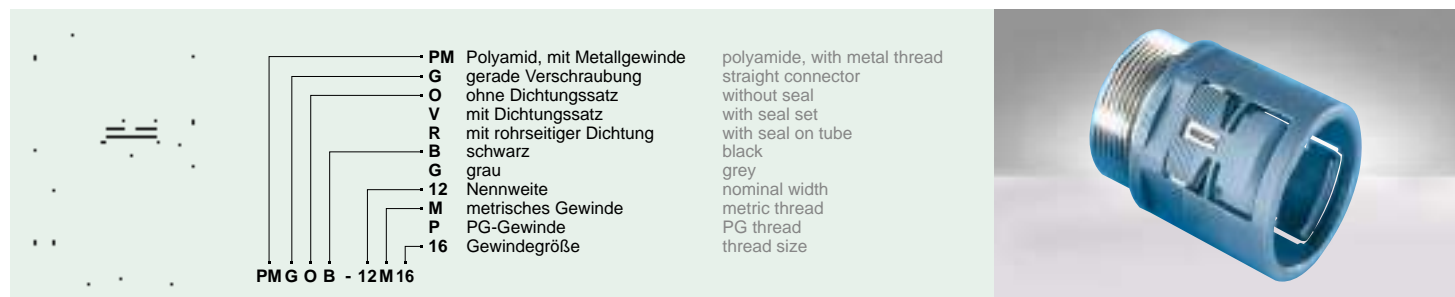 PM Polyamid, mit Metallgewinde polyamide, with metal thread
G gerade Verschraubung straight connector
O ohne Dichtungssatz without seal
V mit Dichtungssatz with seal set
R mit rohrseitiger Dichtung with seal on tube
B schwarz black
G grau grey
12 Nennweite nominal width
M metrisches Gewinde metric thread
P PG-Gewinde PG thread
16 Gewindegröße thread size
PM G O B - 12 M 16